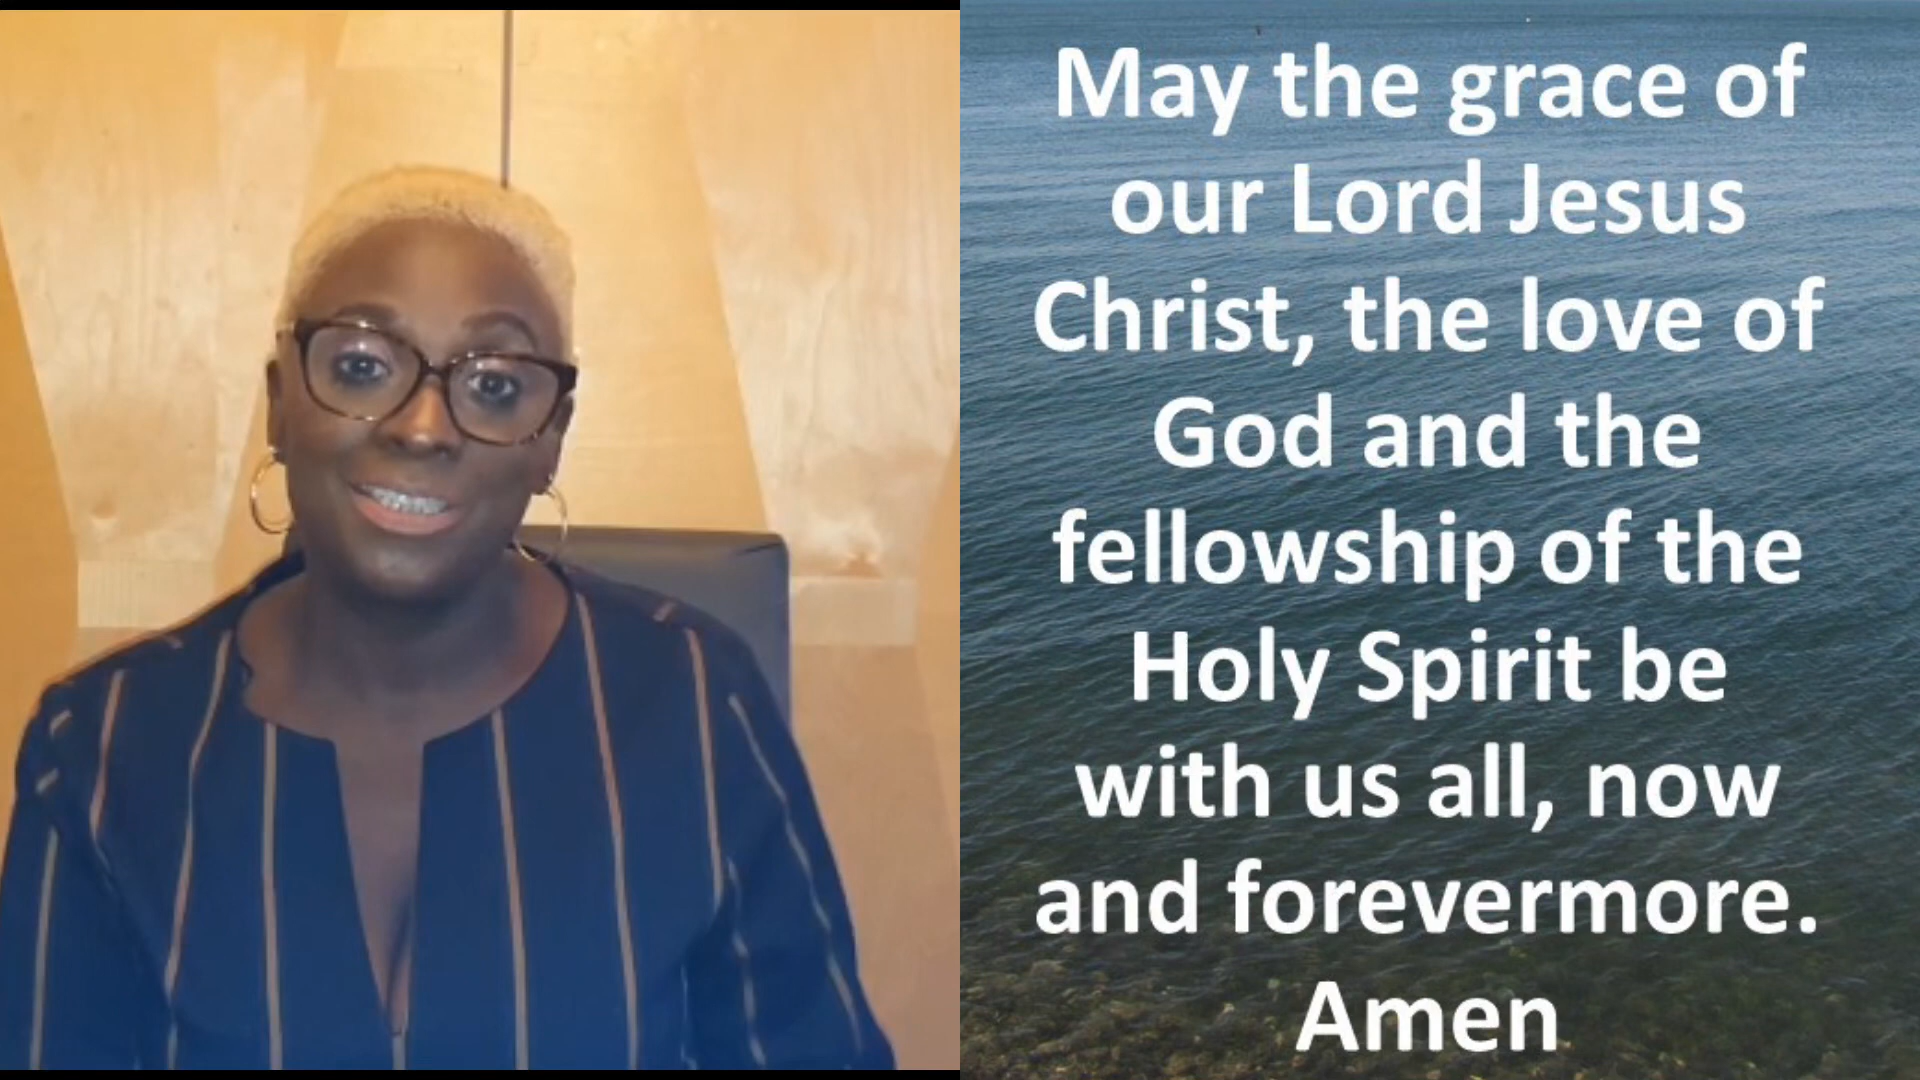 May the grace of
our Lord Jesus
Christ, the love of
God and the
fellowship of the
Holy Spirit be
with us all, now
and forevermore.
Amen